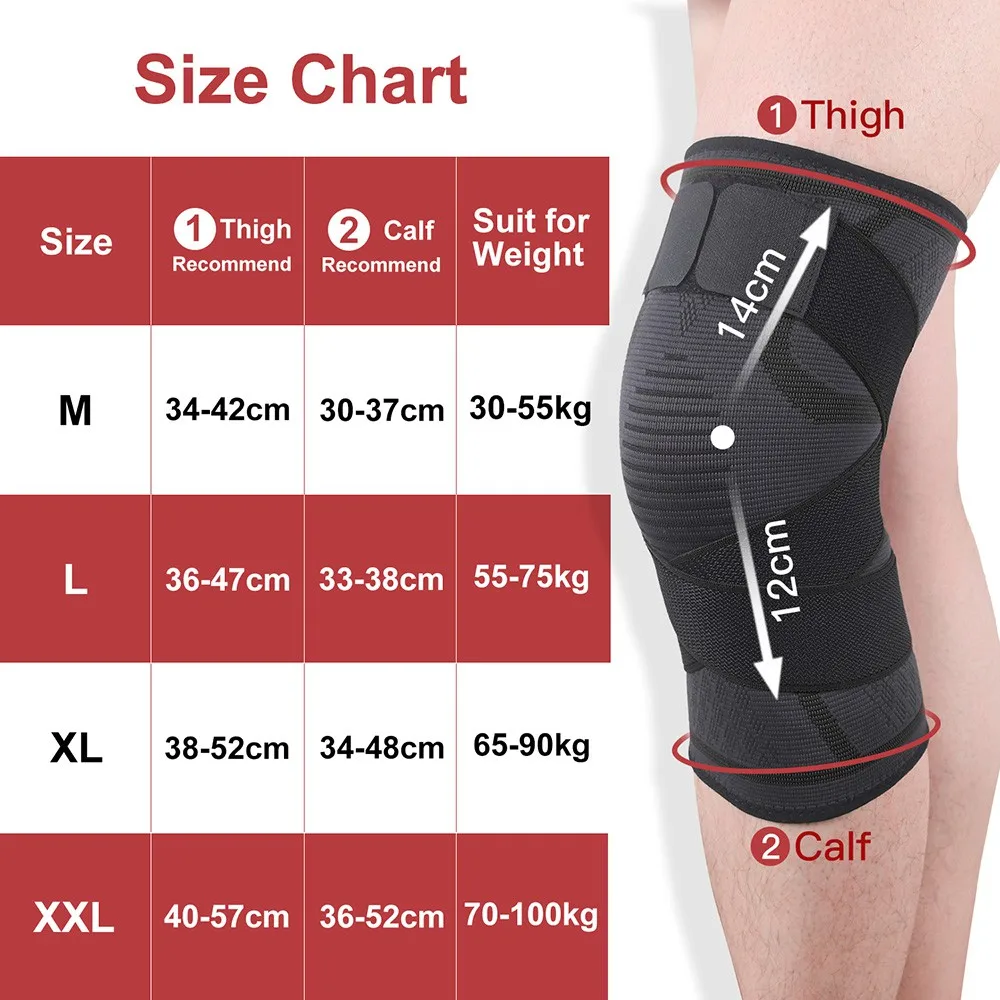 Size Chart
Size
1 Thigh
Recommend
2 Calf
Recommend
Suit for
Weight
M 34-42cm 30-37cm 30-55kg
L 36-47cm 33-38cm 55-75kg
XL 38-52cm 34-48cm 65-90kg
XXL 40-57cm 36-52cm 70-100kg
1 Thigh
14cm
12cm
2 Calf